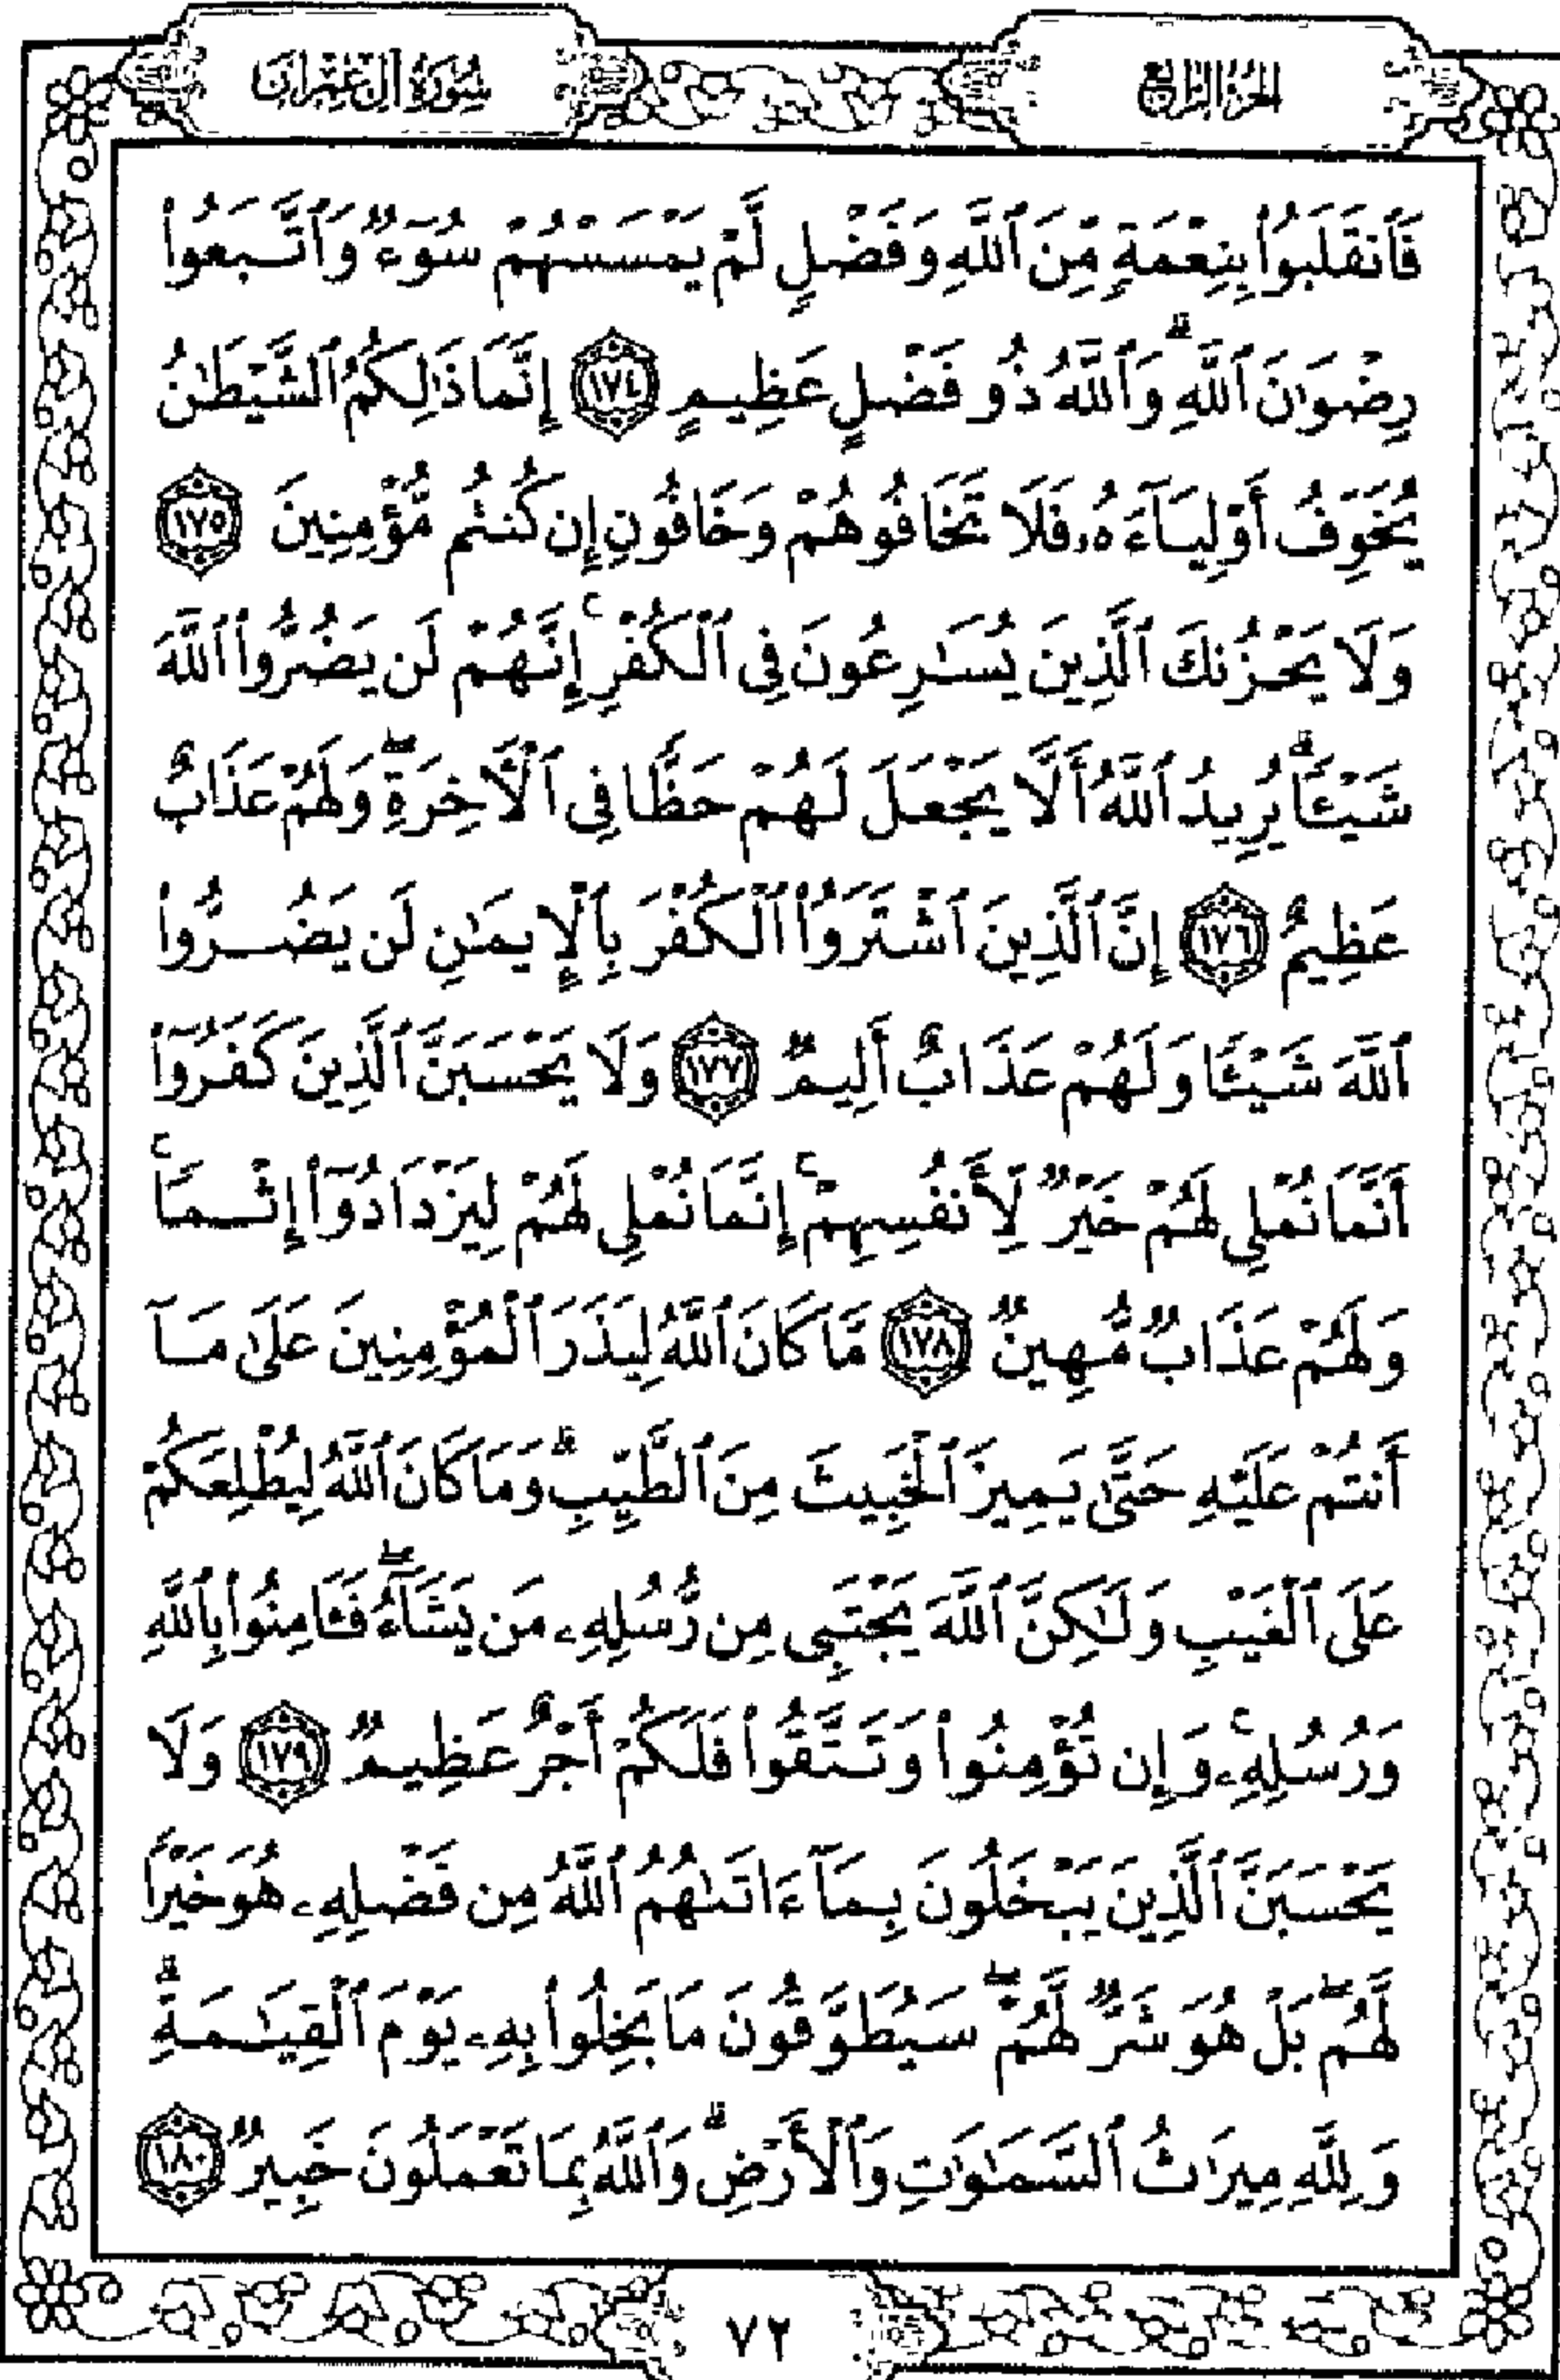 الجزء الرابع
سورة آل عمران
فَٱنقَلَبُوا۟ بِنِعْمَةٍ مِّنَ ٱللَّهِ وَفَضْلٍ لَّمْ يَمْسَسْهُمْ سُوٓءٌ وَٱتَّبَعُوا۟
رِضْوَٰنَ ٱللَّهِ ۗ وَٱللَّهُ ذُو فَضْلٍ عَظِيمٍ ١٧٤ إِنَّمَا ذَٰلِكُمُ ٱلشَّيْطَٰنُ
يُخَوِّفُ أَوْلِيَآءَهُۥ فَلَا تَخَافُوهُمْ وَخَافُونِ إِن كُنتُم مُّؤْمِنِينَ ١٧٥
وَلَا يَحْزُنكَ ٱلَّذِينَ يُسَٰرِعُونَ فِى ٱلْكُفْرِ ۚ إِنَّهُمْ لَن يَضُرُّوا۟ ٱللَّهَ
شَيْـًٔا ۗ يُرِيدُ ٱللَّهُ أَلَّا يَجْعَلَ لَهُمْ حَظًّا فِى ٱلْـَٔاخِرَةِ ۖ وَلَهُمْ عَذَابٌ
عَظِيمٌ ١٧٦ إِنَّ ٱلَّذِينَ ٱشْتَرَوُا۟ ٱلْكُفْرَ بِٱلْإِيمَٰنِ لَن يَضُرُّوا۟
ٱللَّهَ شَيْـًٔا وَلَهُمْ عَذَابٌ أَلِيمٌ ١٧٧ وَلَا يَحْسَبَنَّ ٱلَّذِينَ كَفَرُوٓا۟
أَنَّمَا نُمْلِى لَهُمْ خَيْرٌ لِّأَنفُسِهِمْ ۚ إِنَّمَا نُمْلِى لَهُمْ لِيَزْدَادُوٓا۟ إِثْمًا ۚ
وَلَهُمْ عَذَابٌ مُّهِينٌ ١٧٨ مَّا كَانَ ٱللَّهُ لِيَذَرَ ٱلْمُؤْمِنِينَ عَلَىٰ مَآ
أَنتُمْ عَلَيْهِ حَتَّىٰ يَمِيزَ ٱلْخَبِيثَ مِنَ ٱلطَّيِّبِ ۗ وَمَا كَانَ ٱللَّهُ لِيُطْلِعَكُمْ
عَلَى ٱلْغَيْبِ وَلَٰكِنَّ ٱللَّهَ يَجْتَبِى مِن رُّسُلِهِۦ مَن يَشَآءُ ۖ فَـَٔامِنُوا۟ بِٱللَّهِ
وَرُسُلِهِۦ ۚ وَإِن تُؤْمِنُوا۟ وَتَتَّقُوا۟ فَلَكُمْ أَجْرٌ عَظِيمٌ ١٧٩ وَلَا
يَحْسَبَنَّ ٱلَّذِينَ يَبْخَلُونَ بِمَآ ءَاتَىٰهُمُ ٱللَّهُ مِن فَضْلِهِۦ هُوَ خَيْرًا
لَّهُم ۖ بَلْ هُوَ شَرٌّ لَّهُمْ ۖ سَيُطَوَّقُونَ مَا بَخِلُوا۟ بِهِۦ يَوْمَ ٱلْقِيَٰمَةِ ۗ
وَلِلَّهِ مِيرَٰثُ ٱلسَّمَٰوَٰتِ وَٱلْأَرْضِ ۗ وَٱللَّهُ بِمَا تَعْمَلُونَ خَبِيرٌ ١٨٠
٧٢